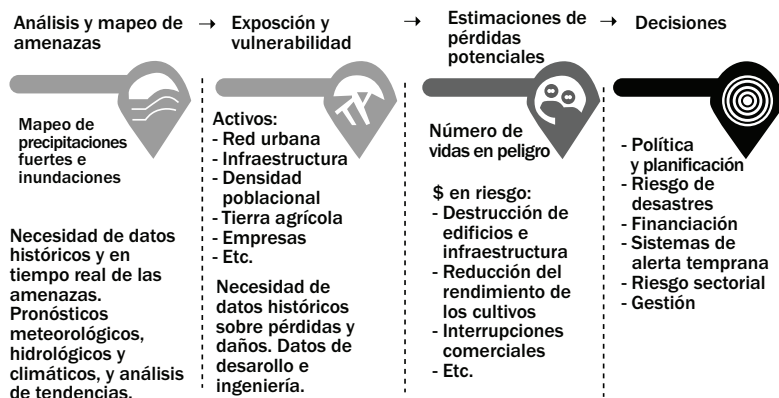 Análisis y mapeo de
amenazas
→
Exposción y
vulnerabilidad
→
Estimaciones de
pérdidas
potenciales
→
Decisiones
Mapeo de
precipitaciones
fuertes e
inundaciones
Necesidad de datos
históricos y en
tiempo real de las
amenazas.
Pronósticos
meteorológicos,
hidrológicos y
climáticos, y análisis
de tendencias.
Activos:
- Red urbana
- Infraestructura
- Densidad
poblacional
- Tierra agrícola
- Empresas
- Etc.
Necesidad de
datos históricos
sobre pérdidas y
daños. Datos de
desarollo e
ingeniería.
Número de
vidas en peligro
$ en riesgo:
- Destrucción de
edificios e
infraestructura
- Reducción del
rendimiento de
los cultivos
- Interrupciones
comerciales
- Etc.
- Política
y planificación
- Riesgo de
desastres
- Financiación
- Sistemas de
alerta temprana
- Riesgo sectorial
- Gestión